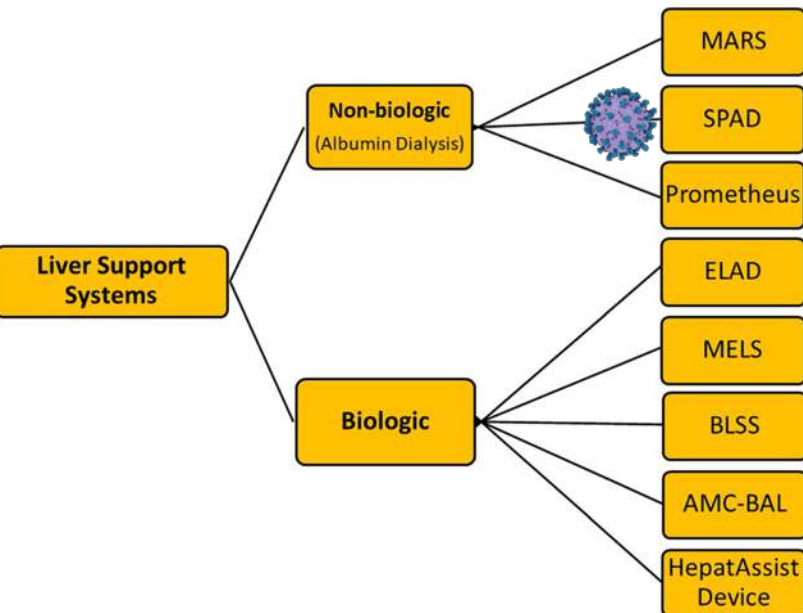 Liver Support
Systems
Non-biologic
(Albumin Dialysis)
MARS
SPAD
Prometheus
Biologic
ELAD
MELS
BLSS
AMC-BAL
HepatAssist
Device